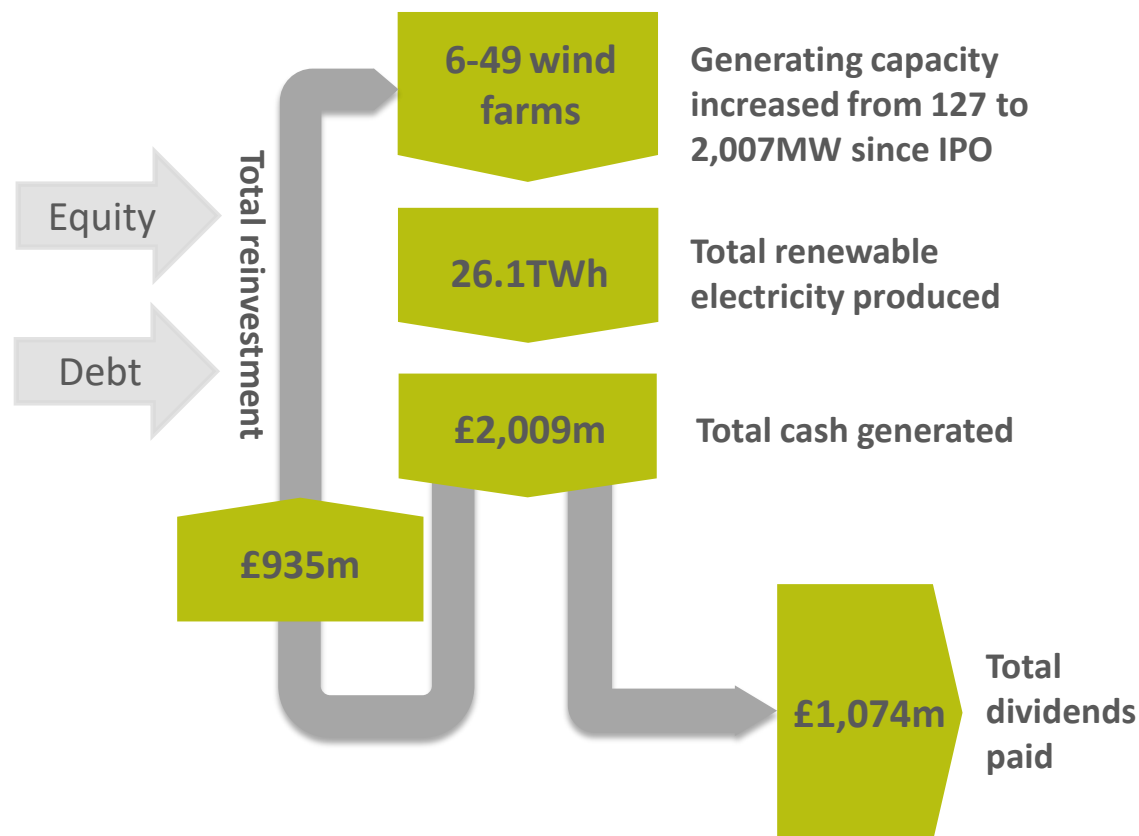 6-49 wind
farms
Generating capacity
increased from 127 to
2,007MW since IPO
Equity
Debt
Total reinvestment
26.1TWh
Total renewable
electricity produced
£2,009m
Total cash generated
£935m
£1,074m
Total
dividends
paid